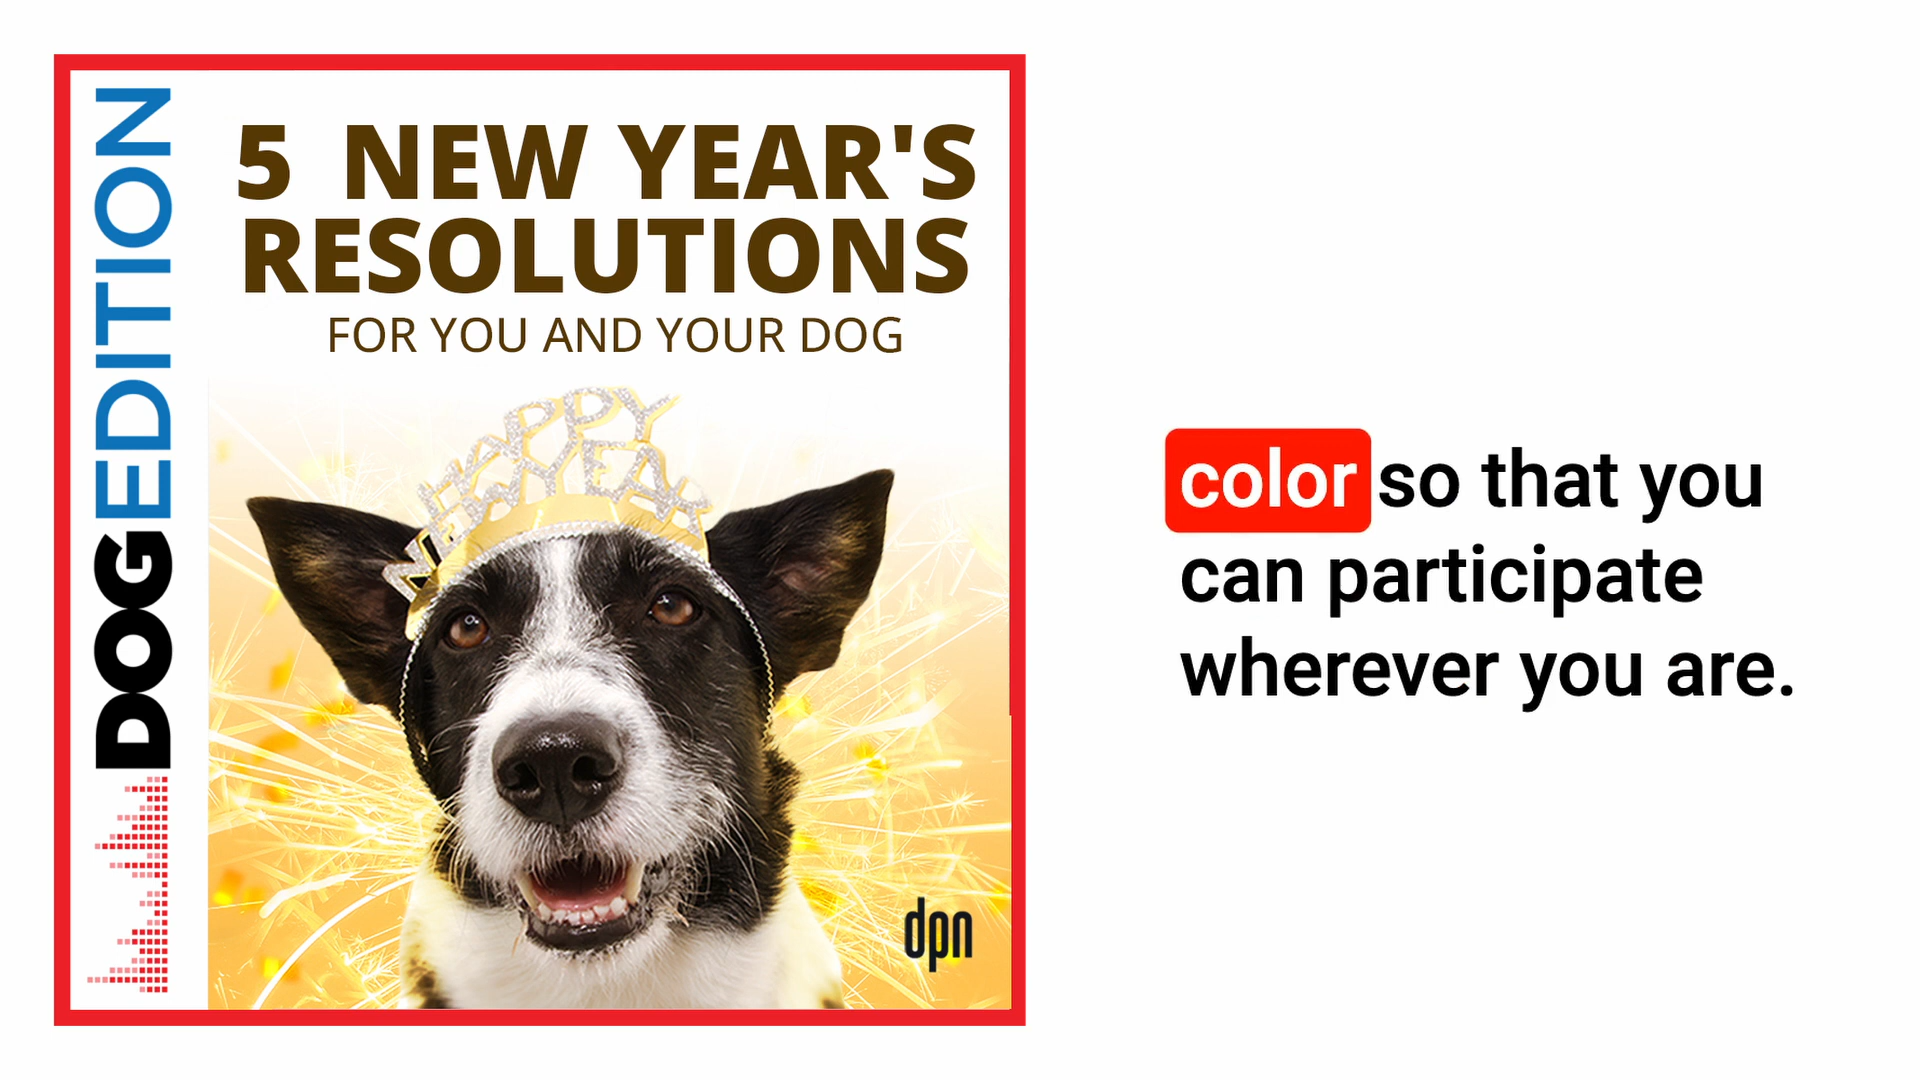 DOGEDITION
5 NEW YEAR'S
RESOLUTIONS
FOR YOU AND YOUR DOG
HAPPY
NEW YEAR
dpn
color so that you
can participate
wherever you are.